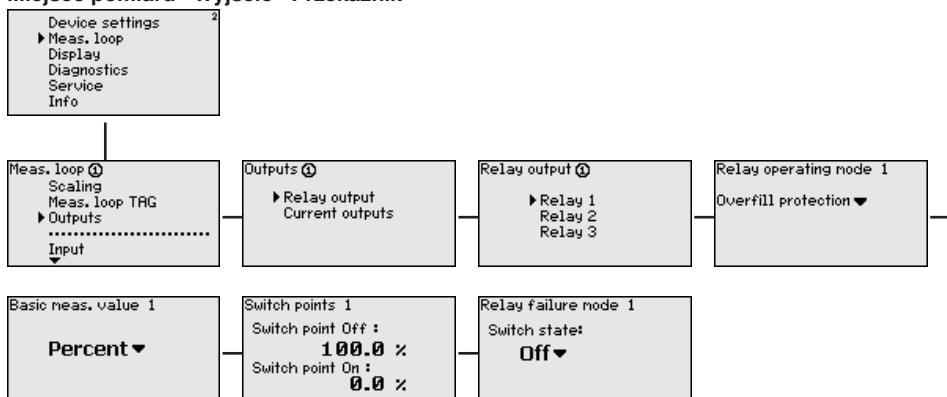 Device settings 2
Meas. loop
Display
Diagnostics
Service
Info
Meas. loop ①
Scaling
Meas. loop TAG
Outputs
Input
Outputs ①
Relay output
Current outputs
Relay output ①
Relay 1
Relay 2
Relay 3
Relay operating mode 1
Overfill protection
Basic meas. value 1
Percent
Switch points 1
Switch point Off :
100.0 %
Switch point On :
0.0 %
Relay failure mode 1
Switch state:
Off